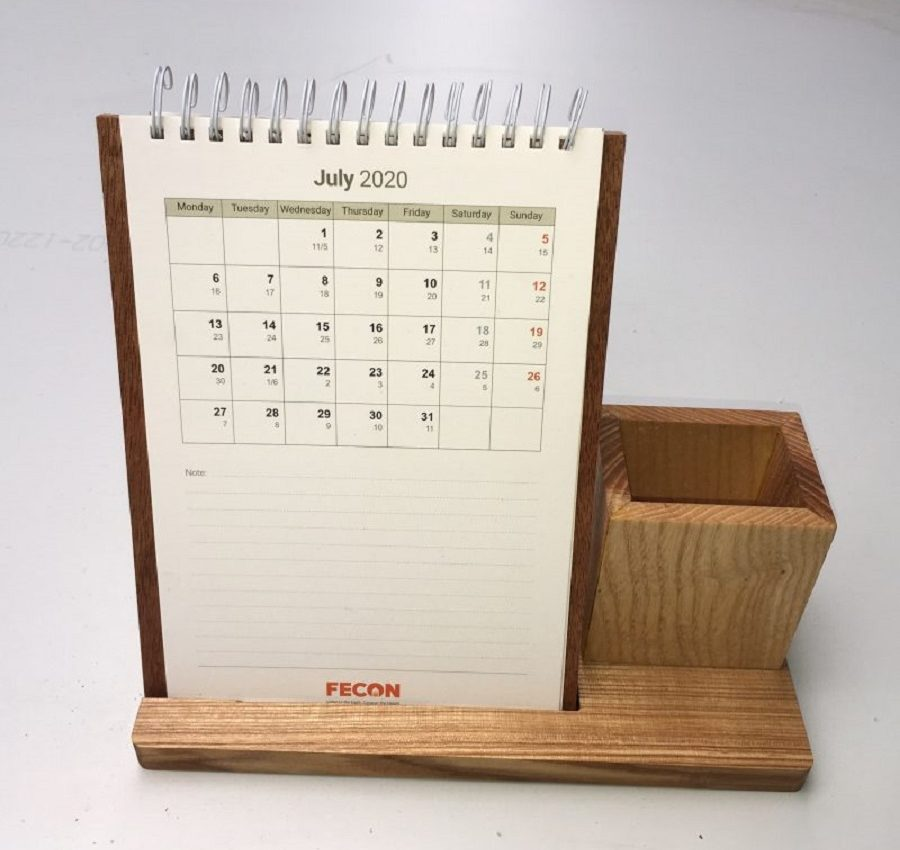 July 2020
Monday Tuesday Wednesday Thursday Friday Saturday Sunday
1 2 3 4 5
11/5 12 13 14 15
6 7 8 9 10 11 12
16 17 18 19 20 21 22
13 14 15 16 17 18 19
23 24 25 26 27 28 29
20 21 22 23 24 25 26
30 1/6 2 3 4 5 6
27 28 29 30 31
7 8 9 10 11
Note:
FECON